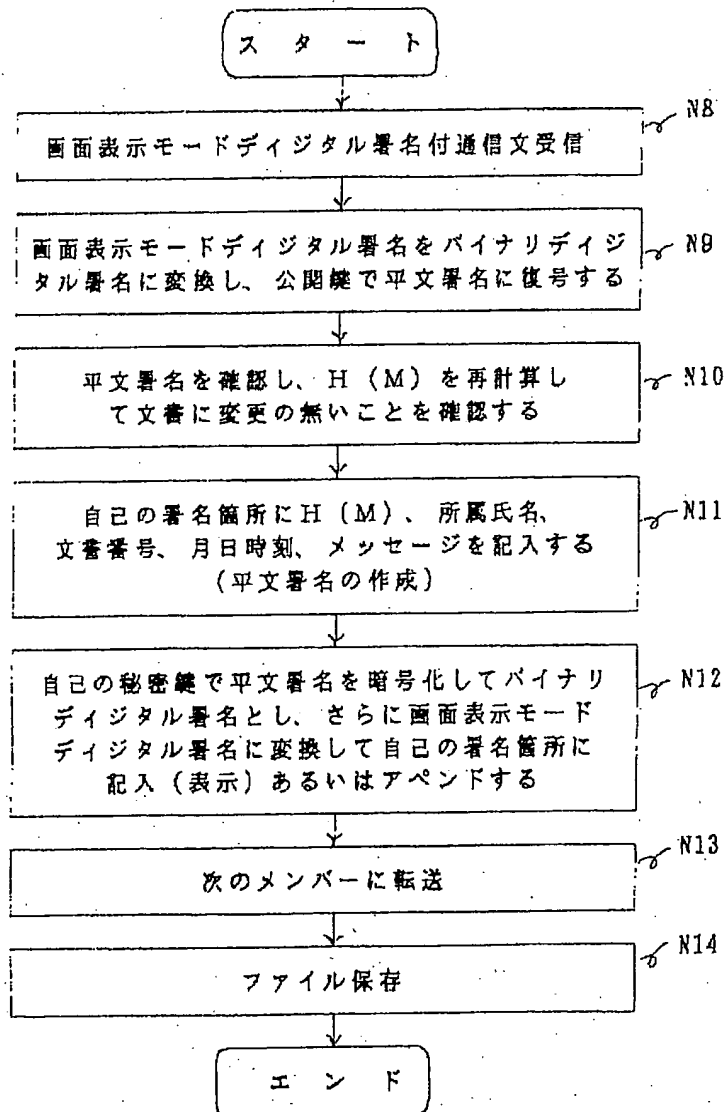 スタート
N8
画面表示モードディジタル署名付通信文受信
N9
画面表示モードディジタル署名をバイナリディジ
タル署名に変換し、公開鍵で平文署名に復号する
N10
平文署名を確認し、H(M)を再計算し
て文書に変更の無いことを確認する
N11
自己の署名箇所にH(M)、所属氏名、
文書番号、月日時刻、メッセージを記入する
(平文署名の作成)
N12
自己の秘密鍵で平文署名を暗号化してバイナリ
ディジタル署名とし、さらに画面表示モード
ディジタル署名に変換して自己の署名箇所に
記入(表示)あるいはアペンドする
N13
次のメンバーに転送
N14
ファイル保存
エンド